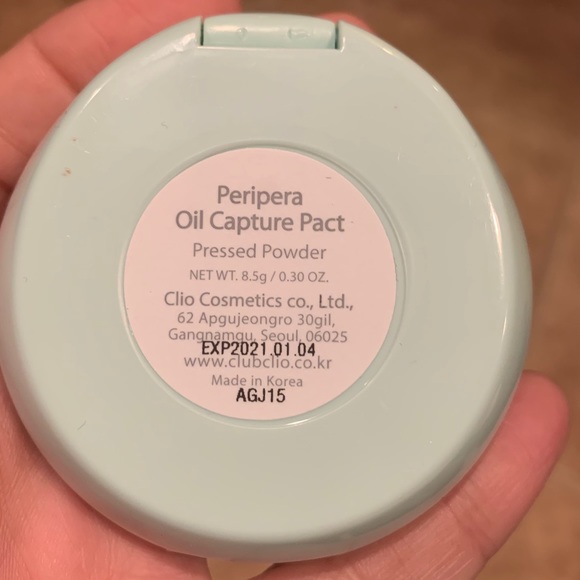 Peripera
Oil Capture Pact
Pressed Powder
NET WT. 8.5g / 0.30 OZ.
Clio Cosmetics co., Ltd.,
62 Apgujeongro 30gil,
Gangnamgu, Seoul, 06025
EXP2021.01.04
www.clubclio.co.kr
Made in Korea
AGJ15